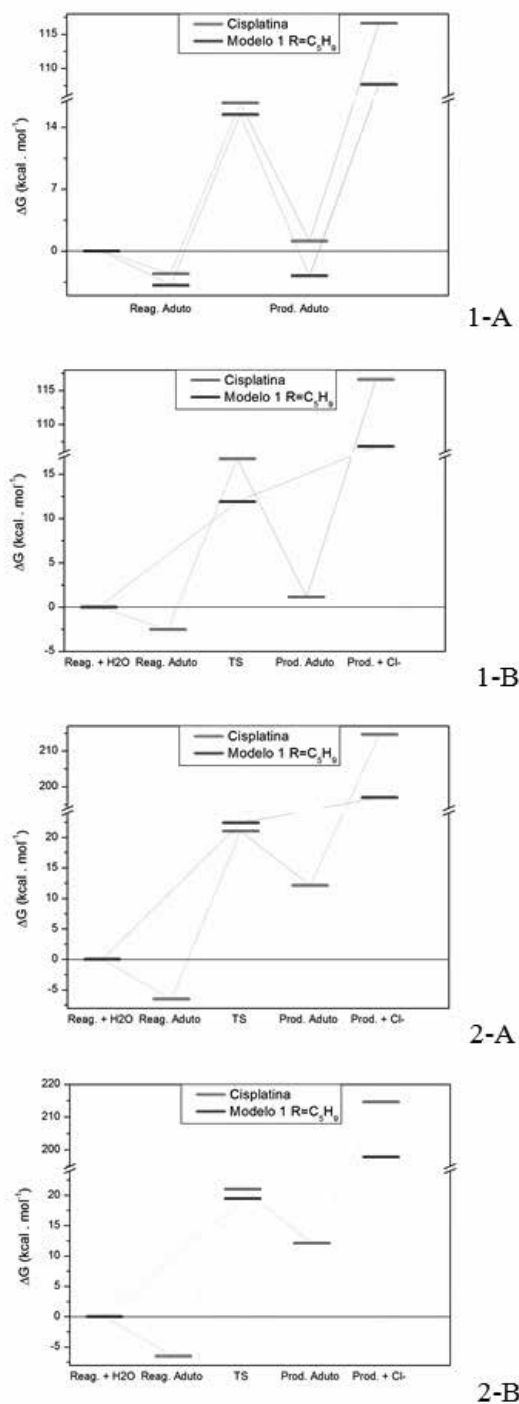 Cisplatina
Modelo 1 R=C₅H₉
115
110
14
7
0
ΔG (kcal . mol⁻¹)
Reag. Aduto Prod. Aduto
1-A
Cisplatina
Modelo 1 R=C₅H₉
115
110
15
10
5
0
-5
ΔG (kcal . mol⁻¹)
Reag. + H2O Reag. Aduto TS Prod. Aduto Prod. + Cl-
1-B
Cisplatina
Modelo 1 R=C₅H₉
210
200
20
15
10
5
0
-5
ΔG (kcal . mol⁻¹)
Reag. + H2O Reag. Aduto TS Prod. Aduto Prod. + Cl-
2-A
Cisplatina
Modelo 1 R=C₅H₉
220
210
200
20
15
10
5
0
-5
ΔG (kcal . mol⁻¹)
Reag. + H2O Reag. Aduto TS Prod. Aduto Prod. + Cl-
2-B